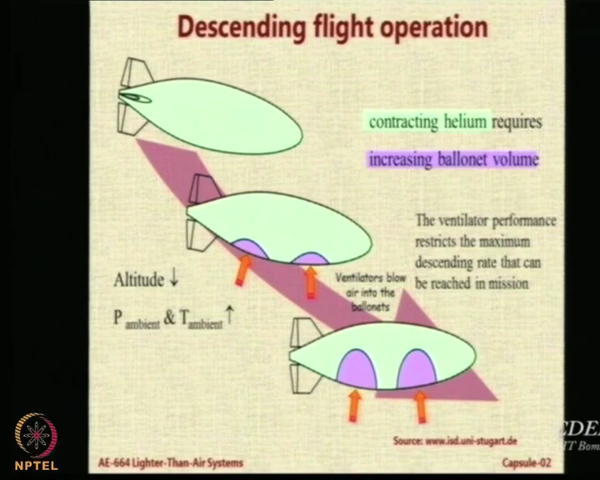 Descending flight operation
contracting helium requires
increasing ballonet volume
The ventilator performance
restricts the maximum
descending rate that can
be reached in mission
Altitude ↓
P ambient & T ambient ↑
Ventilators blow
air into the
ballonets
Source: www.isd.uni-stugart.de
AE-664 Lighter-Than-Air Systems
Capsule-02
NPTEL